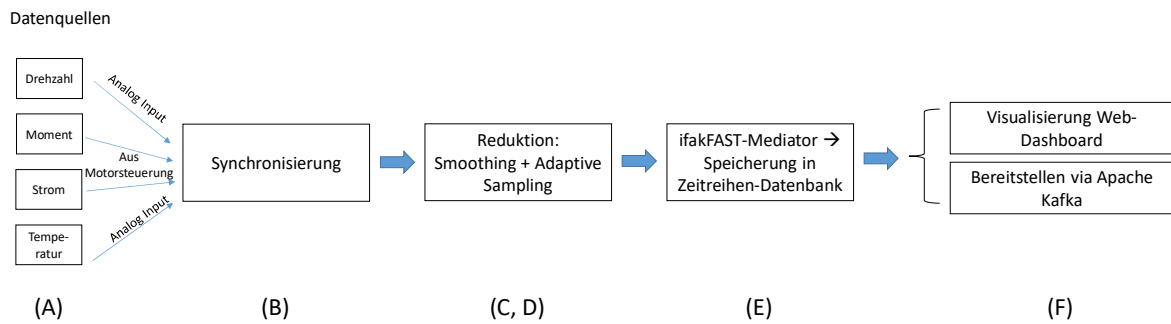 Datenquellen
Drehzahl
Analog Input
Moment
Aus
Motorsteuerung
Strom
Analog Input
Tempe-
ratur
Synchronisierung
Reduktion:
Smoothing + Adaptive
Sampling
ifakFAST-Mediator →
Speicherung in
Zeitreihen-Datenbank
Visualisierung Web-
Dashboard
Bereitstellen via Apache
Kafka
(A)
(B)
(C, D)
(E)
(F)